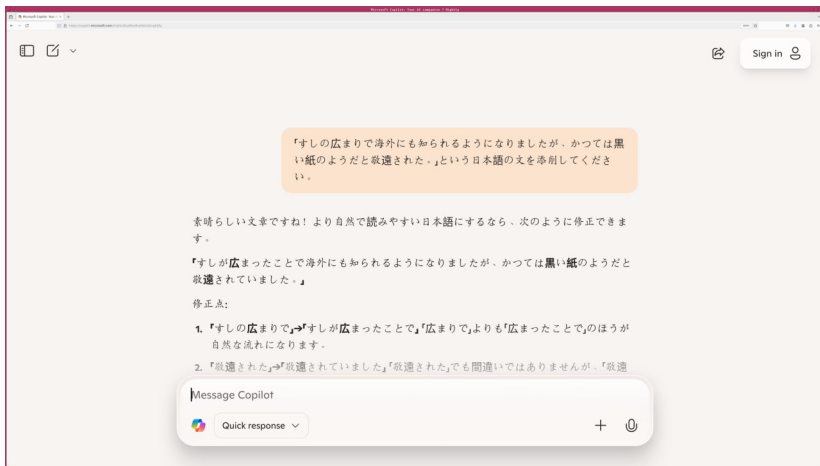 Microsoft Copilot: Your AI companion
Sign in
『すしの広まりで海外にも知られるようになりましたが、かつては黒
い紙のようだと敬遠された。』という日本語の文を添削してくださ
い。
素晴らしい文章ですね！より自然で読みやすい日本語にするなら、次のように修正できま
す。
『すしが広まったことで海外にも知られるようになりましたが、かつては黒い紙のようだと
敬遠されていました。』
修正点:
1. 『すしの広まりで』→『すしが広まったことで』「広まりで」よりも「広まったことで」のほうが
自然な流れになります。
2. 『敬遠された』→『敬遠されていました』「敬遠された」でも間違いではありませんが、「敬遠
Message Copilot
Quick response